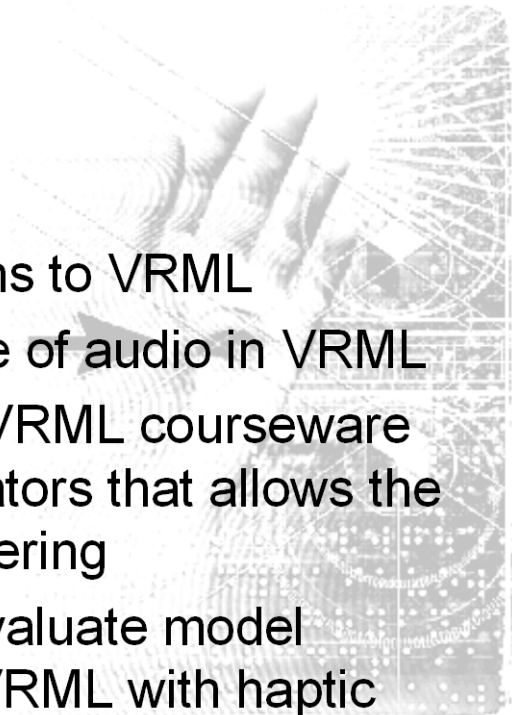 ns to VRML
e of audio in VRML
VRML courseware
ators that allows the
ering
valuate model
VRML with haptic